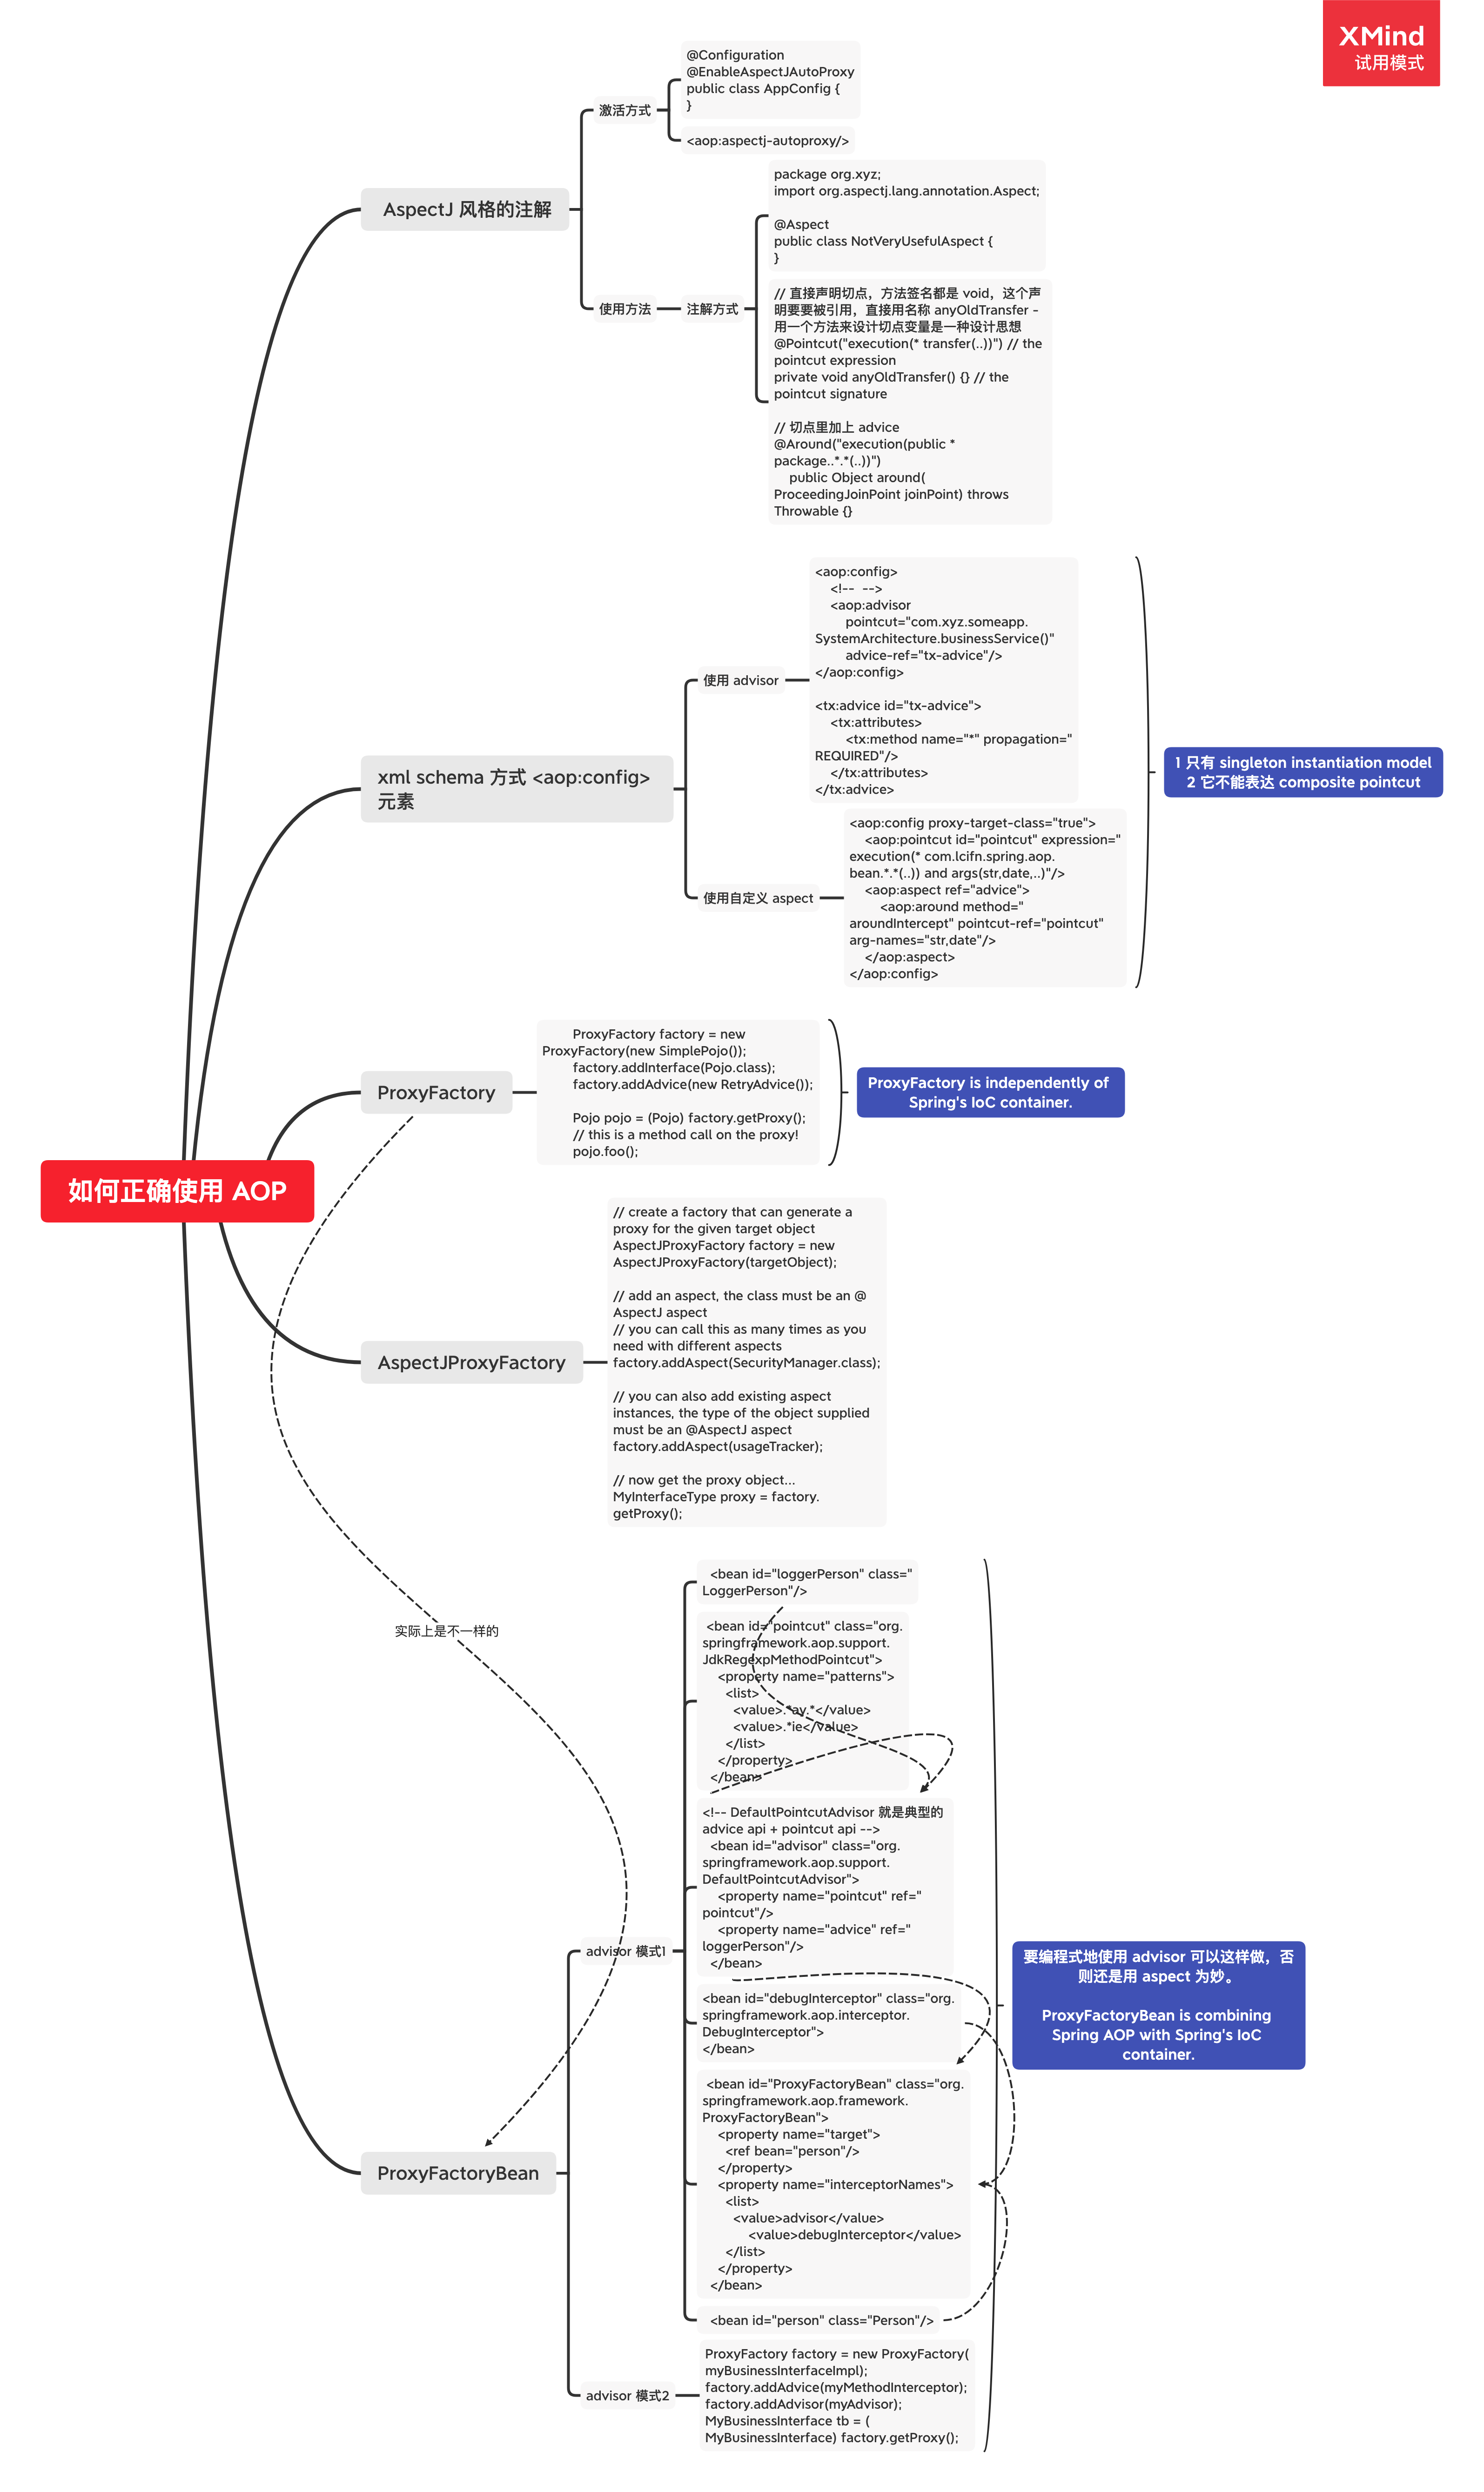 XMind
试用模式
@Configuration
@EnableAspectJAutoProxy
public class AppConfig {
}
激活方式
<aop:aspectj-autoproxy/>
AspectJ 风格的注解
package org.xyz;
import org.aspectj.lang.annotation.Aspect;
@Aspect
public class NotVeryUsefulAspect {
}
使用方法
注解方式
// 直接声明切点，方法签名都是 void，这个声
明要要被引用，直接用名称 anyOldTransfer -
用一个方法来设计切点变量是一种设计思想
@Pointcut("execution(* transfer(..))") // the
pointcut expression
private void anyOldTransfer() {} // the
pointcut signature
// 切点里加上 advice
@Around("execution(public *
package..*.*(..))")
public Object around(
ProceedingJoinPoint joinPoint) throws
Throwable {}
xml schema 方式 <aop:config>
元素
使用 advisor
<aop:config>
<!--  -->
<aop:advisor
pointcut="com.xyz.someapp.
SystemArchitecture.businessService()"
advice-ref="tx-advice"/>
</aop:config>
<tx:advice id="tx-advice">
<tx:attributes>
<tx:method name="*" propagation="
REQUIRED"/>
</tx:attributes>
</tx:advice>
使用自定义 aspect
<aop:config proxy-target-class="true">
<aop:pointcut id="pointcut" expression="
execution(* com.lcifn.spring.aop.
bean.*.*(..)) and args(str,date,..)"/>
<aop:aspect ref="advice">
<aop:around method="
aroundIntercept" pointcut-ref="pointcut"
arg-names="str,date"/>
</aop:aspect>
</aop:config>
1 只有 singleton instantiation model
2 它不能表达 composite pointcut
ProxyFactory
ProxyFactory factory = new
ProxyFactory(new SimplePojo());
factory.addInterface(Pojo.class);
factory.addAdvice(new RetryAdvice());
Pojo pojo = (Pojo) factory.getProxy();
// this is a method call on the proxy!
pojo.foo();
ProxyFactory is independently of
Spring's IoC container.
如何正确使用 AOP
AspectJProxyFactory
// create a factory that can generate a
proxy for the given target object
AspectJProxyFactory factory = new
AspectJProxyFactory(targetObject);
// add an aspect, the class must be an @
AspectJ aspect
// you can call this as many times as you
need with different aspects
factory.addAspect(SecurityManager.class);
// you can also add existing aspect
instances, the type of the object supplied
must be an @AspectJ aspect
factory.addAspect(usageTracker);
// now get the proxy object...
MyInterfaceType proxy = factory.
getProxy();
实际上是不一样的
ProxyFactoryBean
advisor 模式1
<bean id="loggerPerson" class="
LoggerPerson"/>
<bean id="pointcut" class="org.
springframework.aop.support.
JdkRegexpMethodPointcut">
<property name="patterns">
<list>
<value>.*ay.*</value>
<value>.*ie</value>
</list>
</property>
</bean>
<!-- DefaultPointcutAdvisor 就是典型的
advice api + pointcut api -->
<bean id="advisor" class="org.
springframework.aop.support.
DefaultPointcutAdvisor">
<property name="pointcut" ref="
pointcut"/>
<property name="advice" ref="
loggerPerson"/>
</bean>
<bean id="debugInterceptor" class="org.
springframework.aop.interceptor.
DebugInterceptor">
</bean>
<bean id="ProxyFactoryBean" class="org.
springframework.aop.framework.
ProxyFactoryBean">
<property name="target">
<ref bean="person"/>
</property>
<property name="interceptorNames">
<list>
<value>advisor</value>
<value>debugInterceptor</value>
</list>
</property>
</bean>
<bean id="person" class="Person"/>
advisor 模式2
ProxyFactory factory = new ProxyFactory(
myBusinessInterfaceImpl);
factory.addAdvice(myMethodInterceptor);
factory.addAdvisor(myAdvisor);
MyBusinessInterface tb = (
MyBusinessInterface) factory.getProxy();
要编程式地使用 advisor 可以这样做，否
则还是用 aspect 为妙。
ProxyFactoryBean is combining
Spring AOP with Spring's IoC
container.